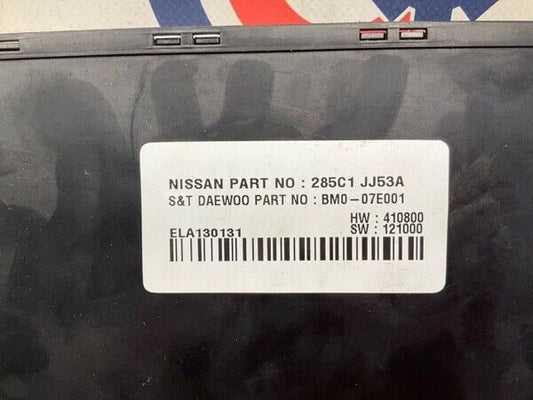 NISSAN PART NO : 285C1 JJ53A
S&T DAEWOO PART NO : BM0-07E001
HW : 410800
ELA130131
SW : 121000